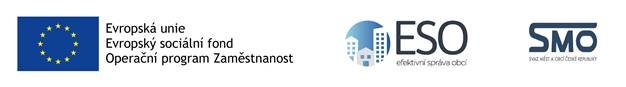 Evropská unie
Evropský sociální fond
Operační program Zaměstnanost
ESO
efektivní správa obcí
SMO
SVAZ MĚST A OBCÍ ČESKÉ REPUBLIKY